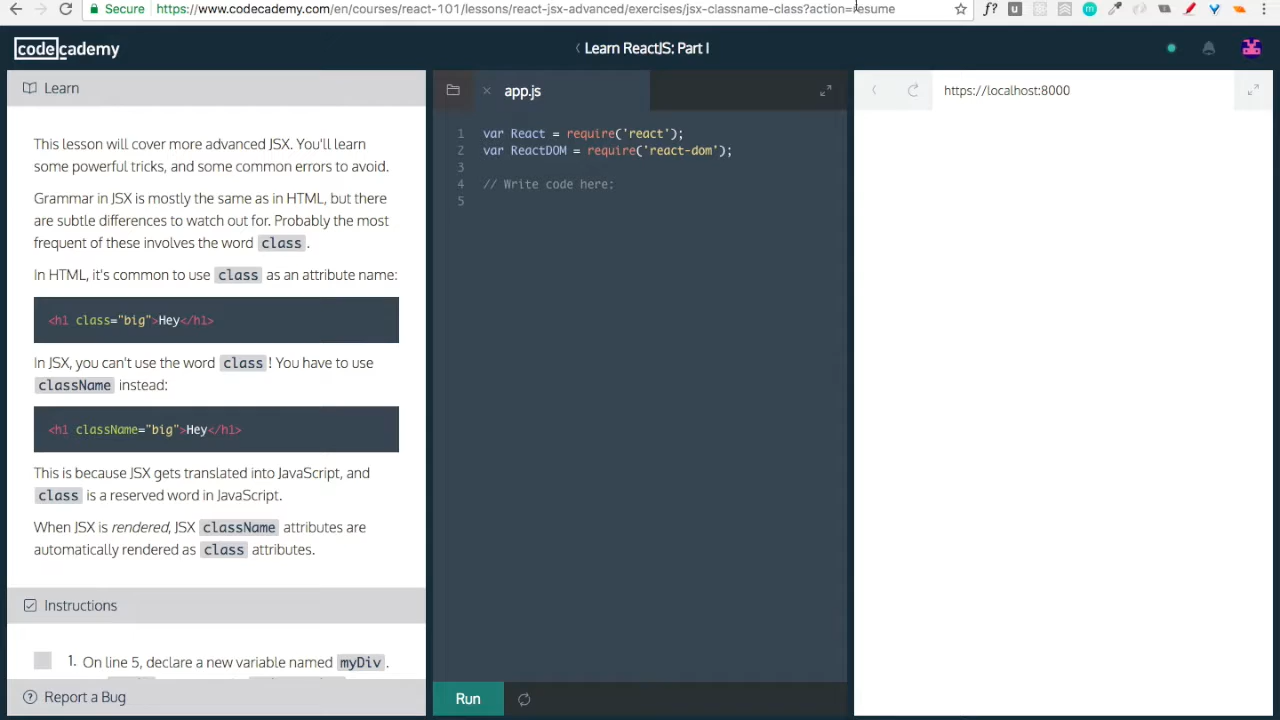 Secure https://www.codecademy.com/en/courses/react-101/lessons/react-jsx-advanced/exercises/jsx-classname-class?action=resume
codecademy
Learn ReactJS: Part I
Learn
This lesson will cover more advanced JSX. You'll learn
some powerful tricks, and some common errors to avoid.
Grammar in JSX is mostly the same as in HTML, but there
are subtle differences to watch out for. Probably the most
frequent of these involves the word class.
In HTML, it's common to use class as an attribute name:
<h1 class="big">Hey</h1>
In JSX, you can't use the word class! You have to use
className instead:
<h1 className="big">Hey</h1>
This is because JSX gets translated into JavaScript, and
class is a reserved word in JavaScript.
When JSX is rendered, JSX className attributes are
automatically rendered as class attributes.
Instructions
1. On line 5, declare a new variable named myDiv.
Report a Bug
app.js
1 var React = require('react');
2 var ReactDOM = require('react-dom');
3
4 // Write code here:
5
Run
https://localhost:8000